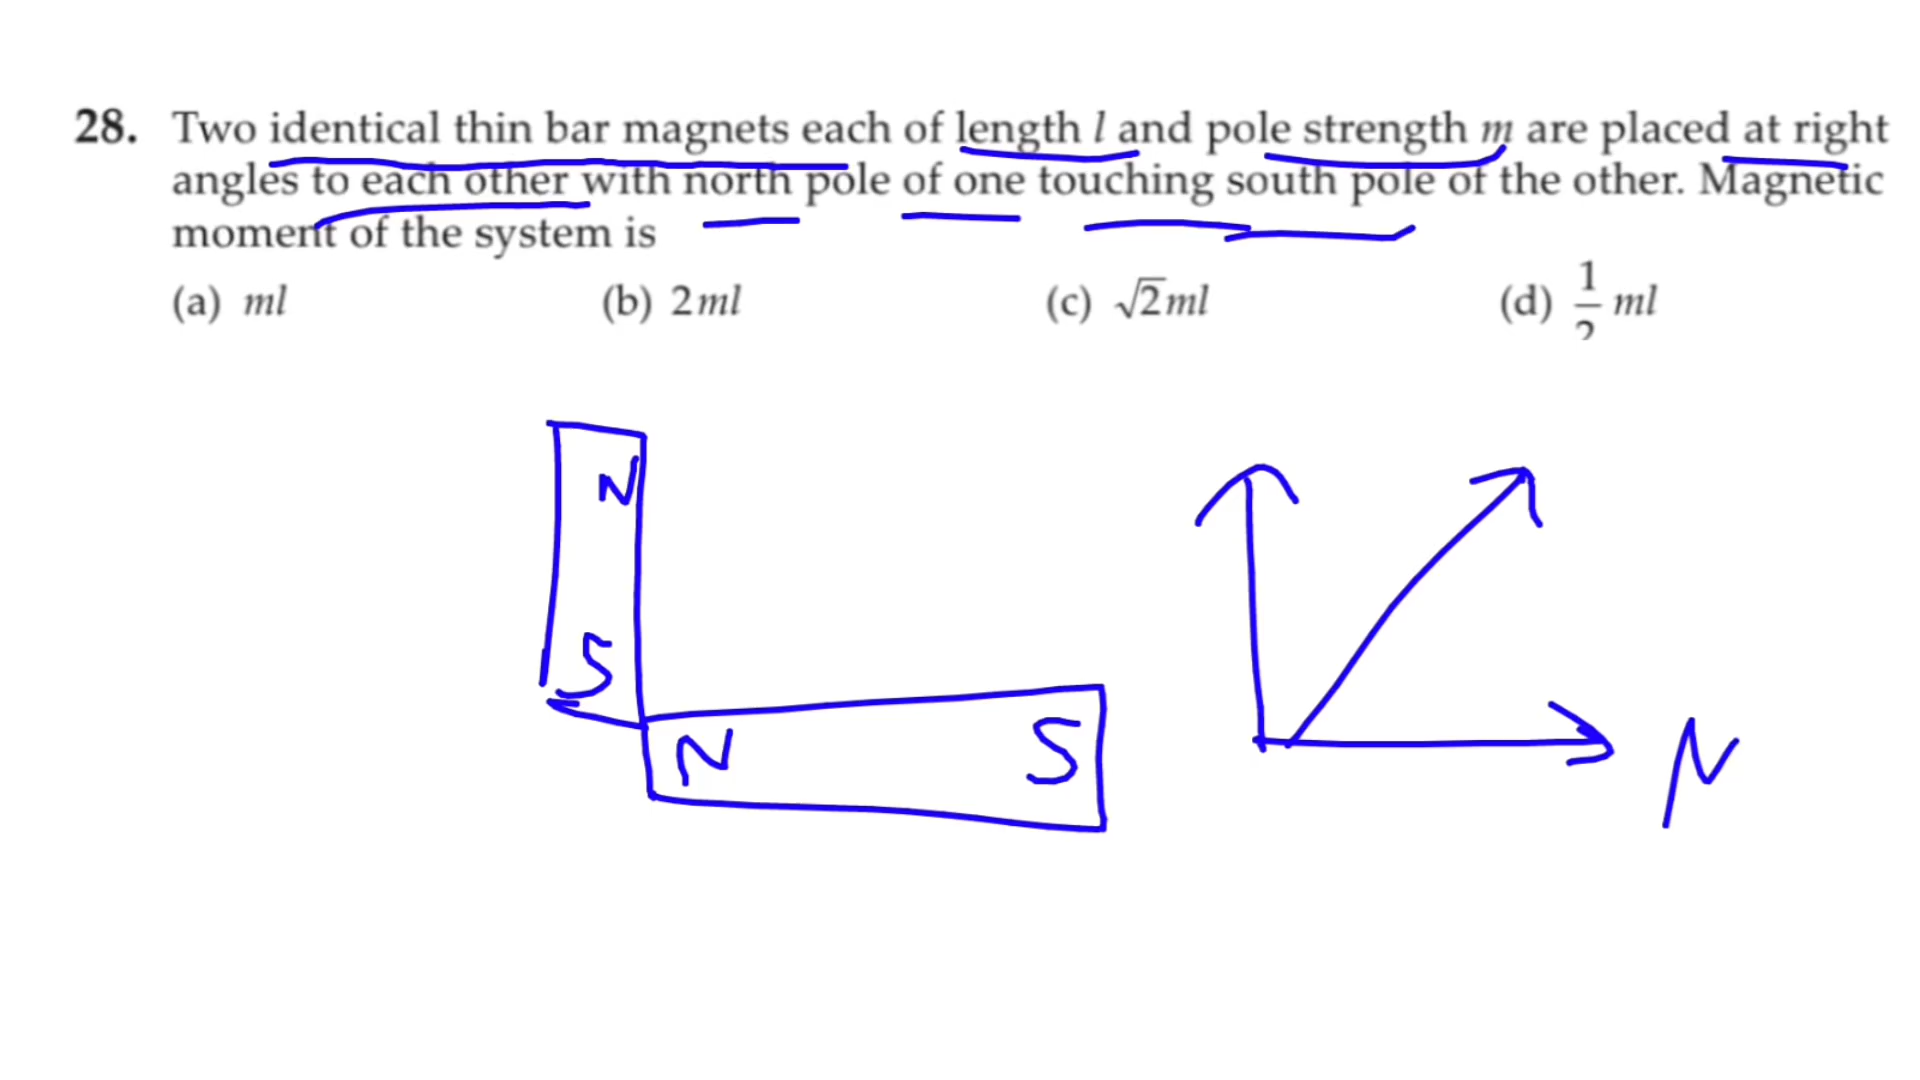 28. Two identical thin bar magnets each of length l and pole strength m are placed at right
angles to each other with north pole of one touching south pole of the other. Magnetic
moment of the system is
(a) ml (b) 2ml (c) √2ml (d) 1/2 ml
N
S
N S
N